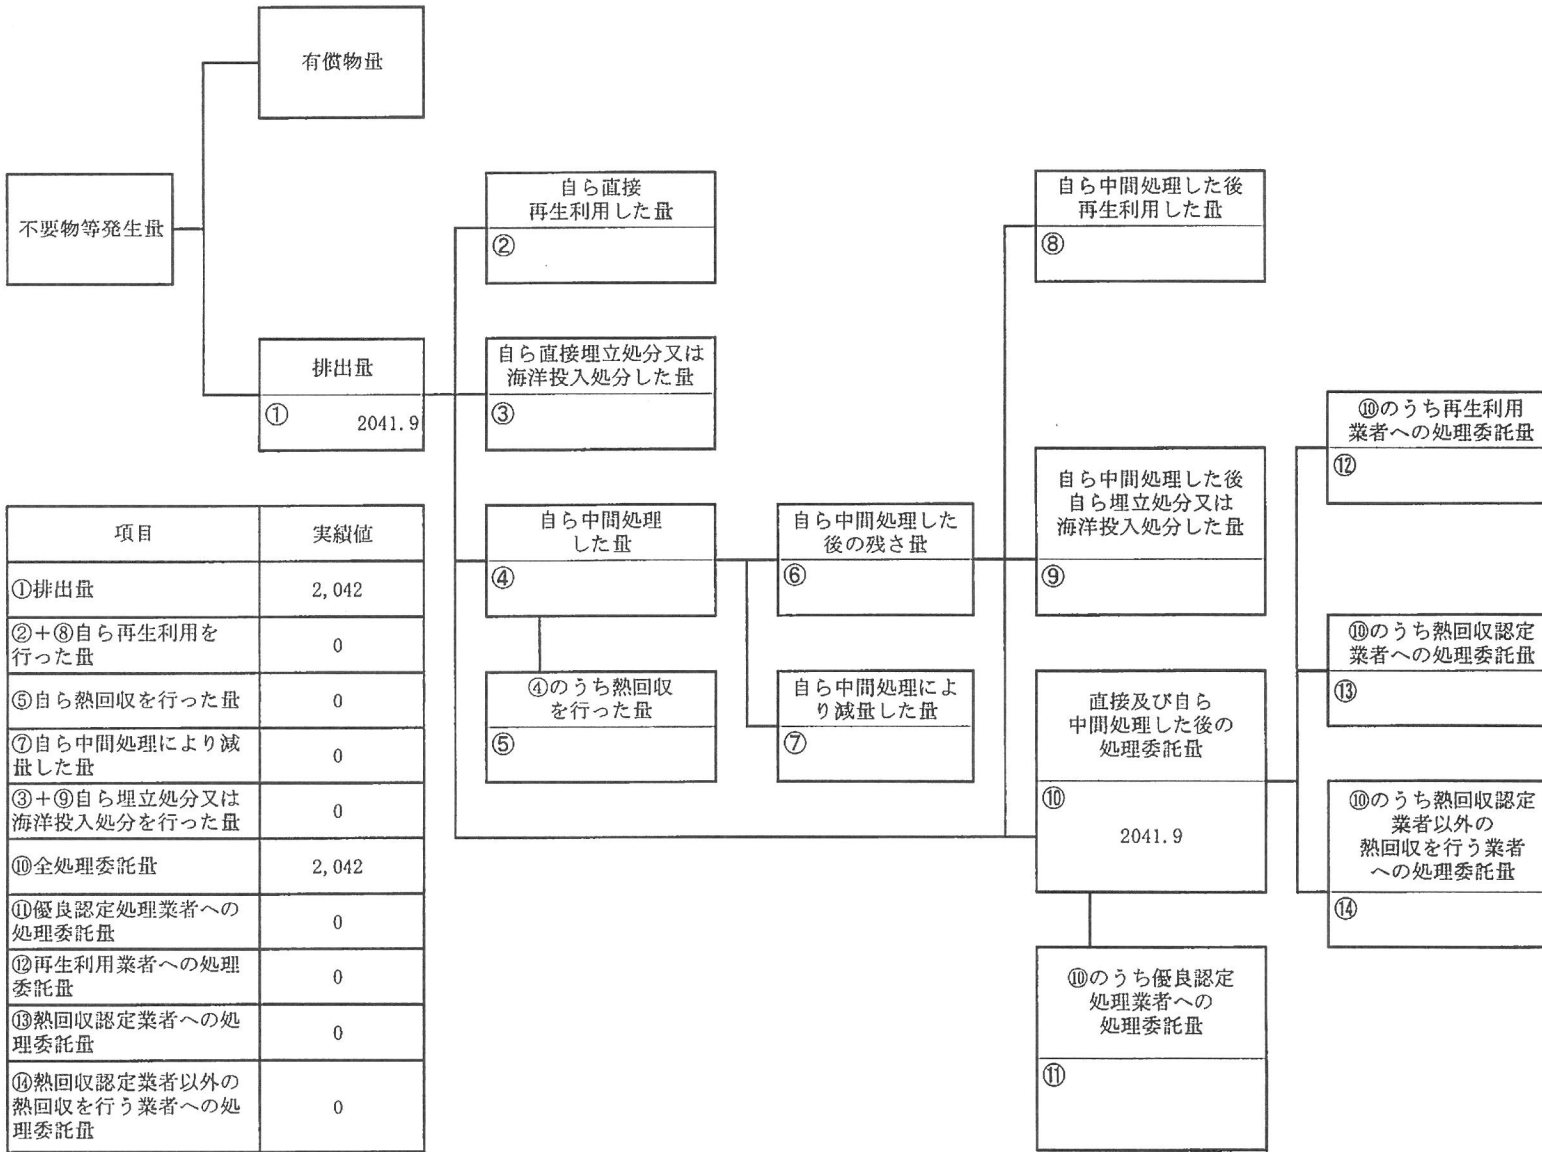 有償物量
不要物等発生量
排出量
①
2041.9
自ら直接
再生利用した量
②
自ら直接埋立処分又は
海洋投入処分した量
③
自ら中間処理
した量
④
④のうち熱回収
を行った量
⑤
自ら中間処理した
後の残さ量
⑥
自ら中間処理によ
り減量した量
⑦
自ら中間処理した後
再生利用した量
⑧
自ら中間処理した後
自ら埋立処分又は
海洋投入処分した量
⑨
直接及び自ら
中間処理した後の
処理委託量
⑩
2041.9
⑩のうち優良認定
処理業者への
処理委託量
⑪
⑩のうち再生利用
業者への処理委託量
⑫
⑩のうち熱回収認定
業者への処理委託量
⑬
⑩のうち熱回収認定
業者以外の
熱回収を行う業者
への処理委託量
⑭
項目 実績値
①排出量 2,042
②+⑧自ら再生利用を
行った量 0
⑤自ら熱回収を行った量 0
⑦自ら中間処理により減
量した量 0
③+⑨自ら埋立処分又は
海洋投入処分を行った量 0
⑩全処理委託量 2,042
⑪優良認定処理業者への
処理委託量 0
⑫再生利用業者への処理
委託量 0
⑬熱回収認定業者への処
理委託量 0
⑭熱回収認定業者以外の
熱回収を行う業者への処
理委託量 0